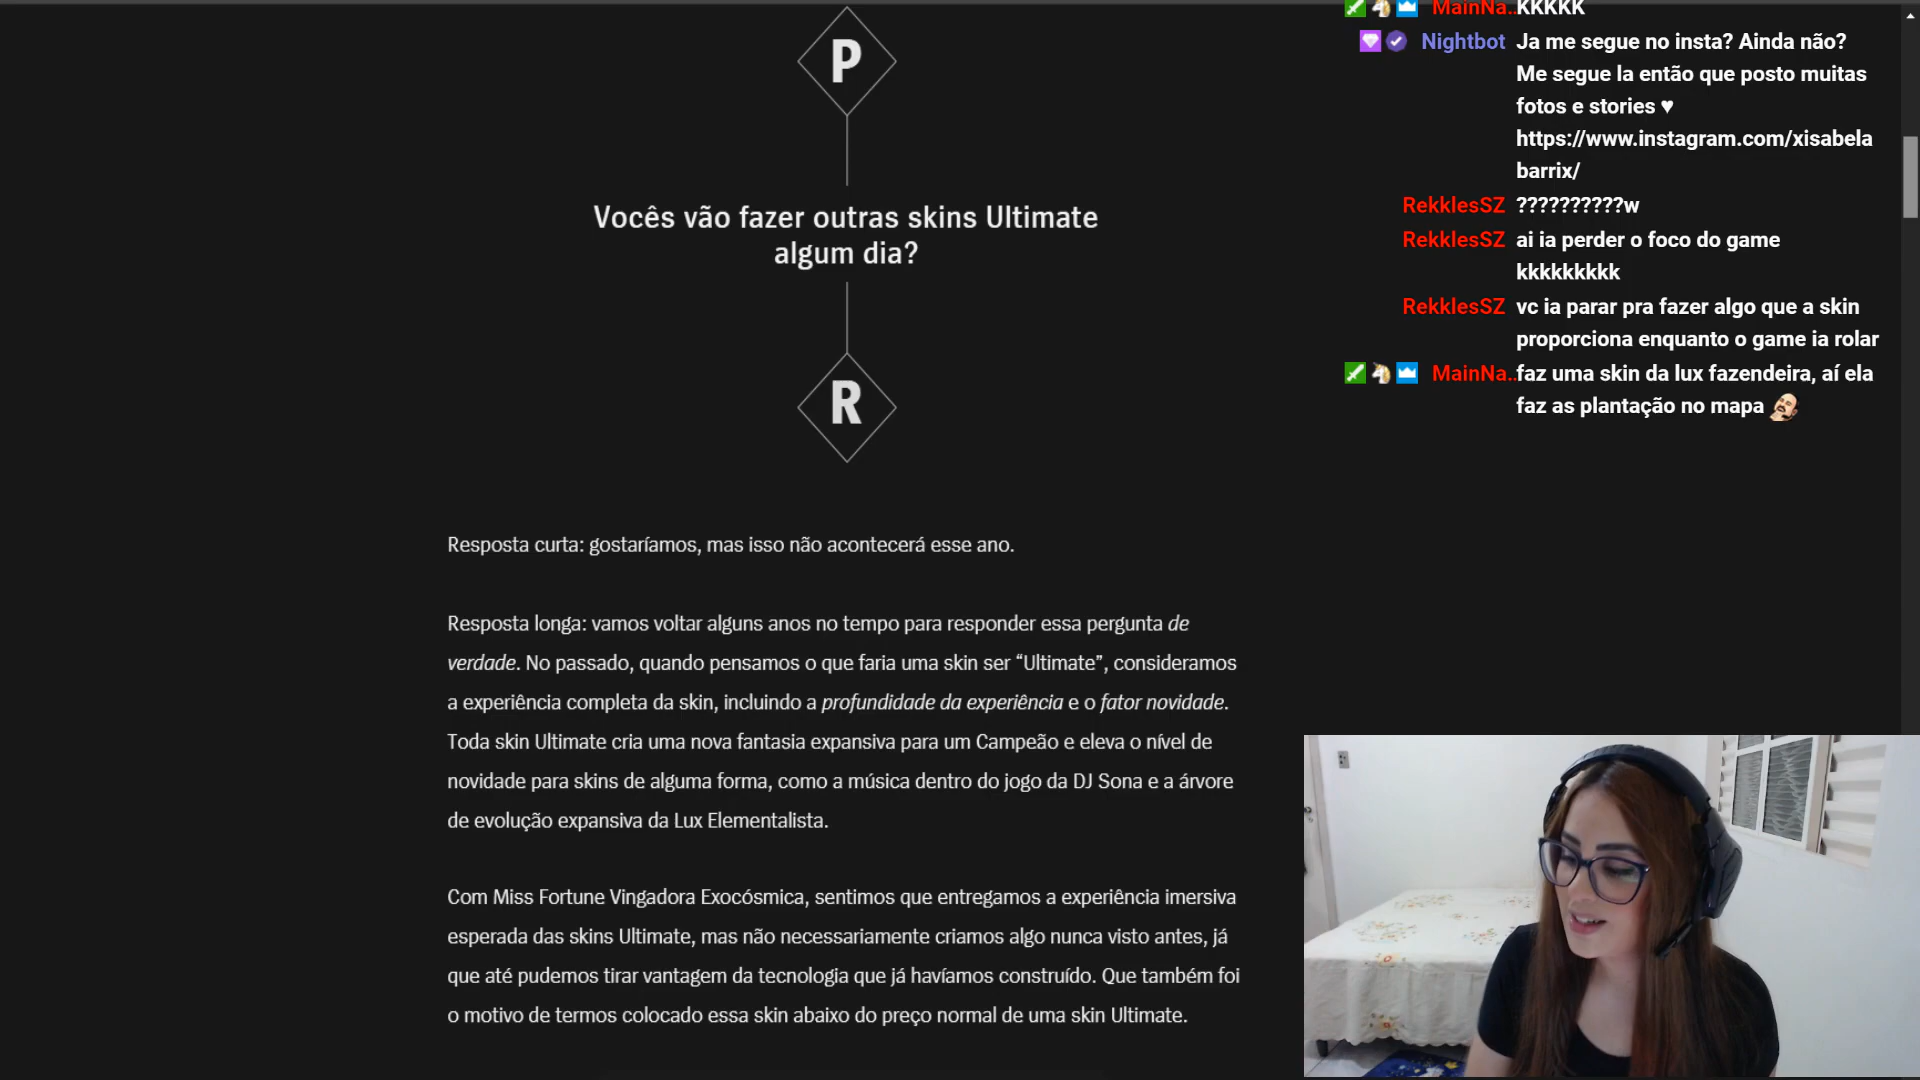 P
Vocês vão fazer outras skins Ultimate
algum dia?
R
Resposta curta: gostaríamos, mas isso não acontecerá esse ano.
Resposta longa: vamos voltar alguns anos no tempo para responder essa pergunta de
verdade. No passado, quando pensamos o que faria uma skin ser “Ultimate”, consideramos
a experiência completa da skin, incluindo a profundidade da experiência e o fator novidade.
Toda skin Ultimate cria uma nova fantasia expansiva para um Campeão e eleva o nível de
novidade para skins de alguma forma, como a música dentro do jogo da DJ Sona e a árvore
de evolução expansiva da Lux Elementalista.
Com Miss Fortune Vingadora Exocósmica, sentimos que entregamos a experiência imersiva
esperada das skins Ultimate, mas não necessariamente criamos algo nunca visto antes, já
que até pudemos tirar vantagem da tecnologia que já havíamos construído. Que também foi
o motivo de termos colocado essa skin abaixo do preço normal de uma skin Ultimate.
MainNa.. KKKKK
Nightbot Ja me segue no insta? Ainda não?
Me segue la então que posto muitas
fotos e stories ♥
https://www.instagram.com/xisabela
barrix/
RekklesSZ ??????????w
RekklesSZ ai ia perder o foco do game
kkkkkkkkk
RekklesSZ vc ia parar pra fazer algo que a skin
proporciona enquanto o game ia rolar
MainNa.. faz uma skin da lux fazendeira, aí ela
faz as plantação no mapa